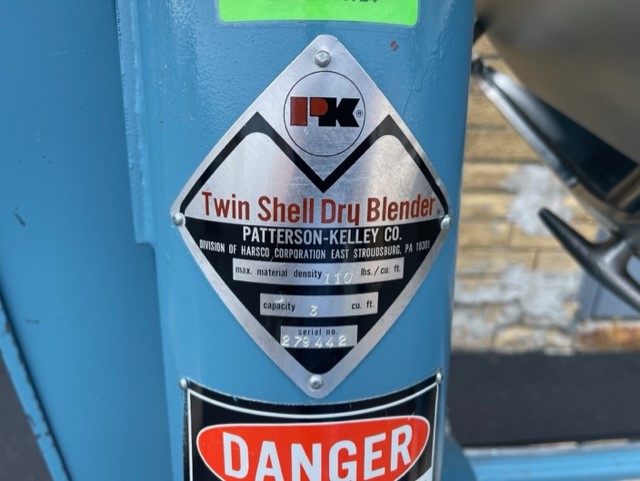 PK®
Twin Shell Dry Blender
PATTERSON-KELLEY CO.
DIVISION OF HARSCO CORPORATION EAST STROUDSBURG, PA 18301
max. material density 110 lbs./cu. ft.
capacity 3 cu. ft.
serial no.
279442
DANGER